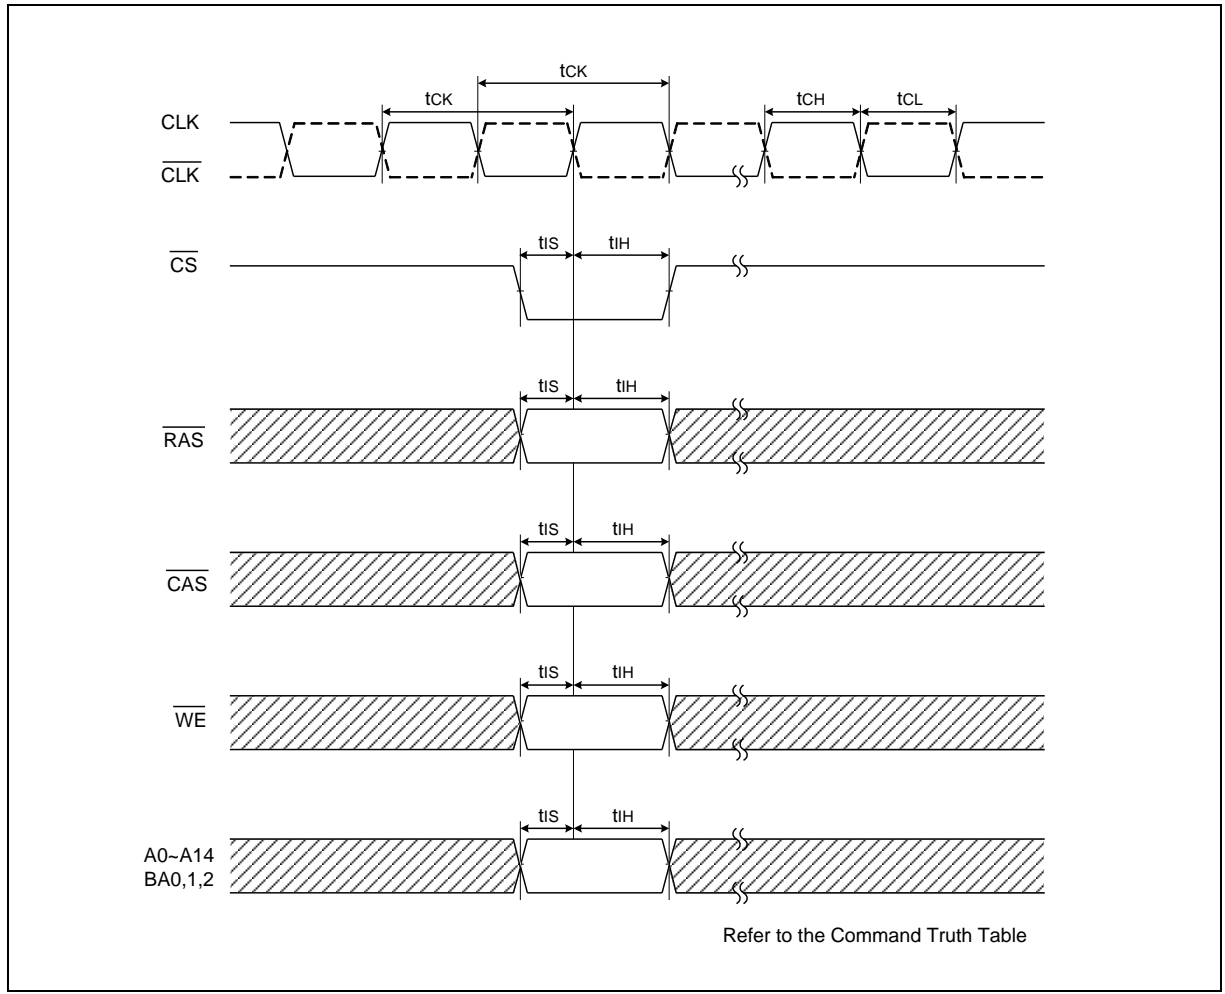 tCK
tCK tCH tCL
CLK
CLK
tIS tIH
CS
tIS tIH
RAS
tIS tIH
CAS
tIS tIH
WE
tIS tIH
A0~A14
BA0,1,2
Refer to the Command Truth Table